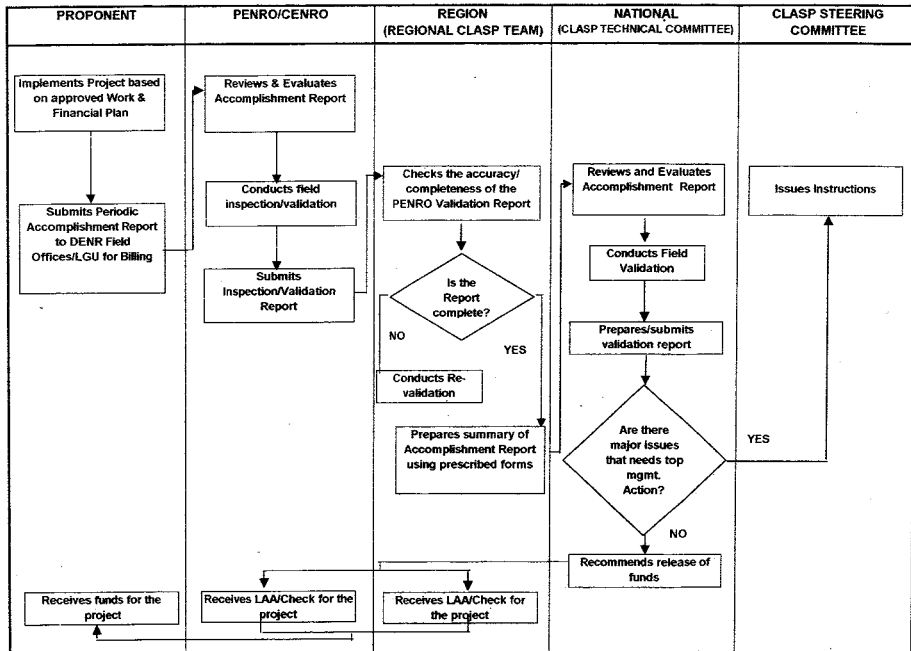 PROPONENT
PENRO/CENRO
REGION
(REGIONAL CLASP TEAM)
NATIONAL
(CLASP TECHNICAL COMMITTEE)
CLASP STEERING
COMMITTEE
Implements Project based
on approved Work &
Financial Plan
Submits Periodic
Accomplishment Report
to DENR Field
Offices/LGU for Billing
Reviews & Evaluates
Accomplishment Report
Conducts field
inspection/validation
Submits
Inspection/Validation
Report
Checks the accuracy/
completeness of the
PENRO Validation Report
Is the
Report
complete?
NO
YES
Conducts Re-
validation
Prepares summary of
Accomplishment Report
using prescribed forms
Reviews and Evaluates
Accomplishment Report
Conducts Field
Validation
Prepares/submits
validation report
Are there
major issues
that needs top
mgmt.
Action?
YES
NO
Issues Instructions
Recommends release of
funds
Receives funds for the
project
Receives LAA/Check for the
project
Receives LAA/Check for
the project